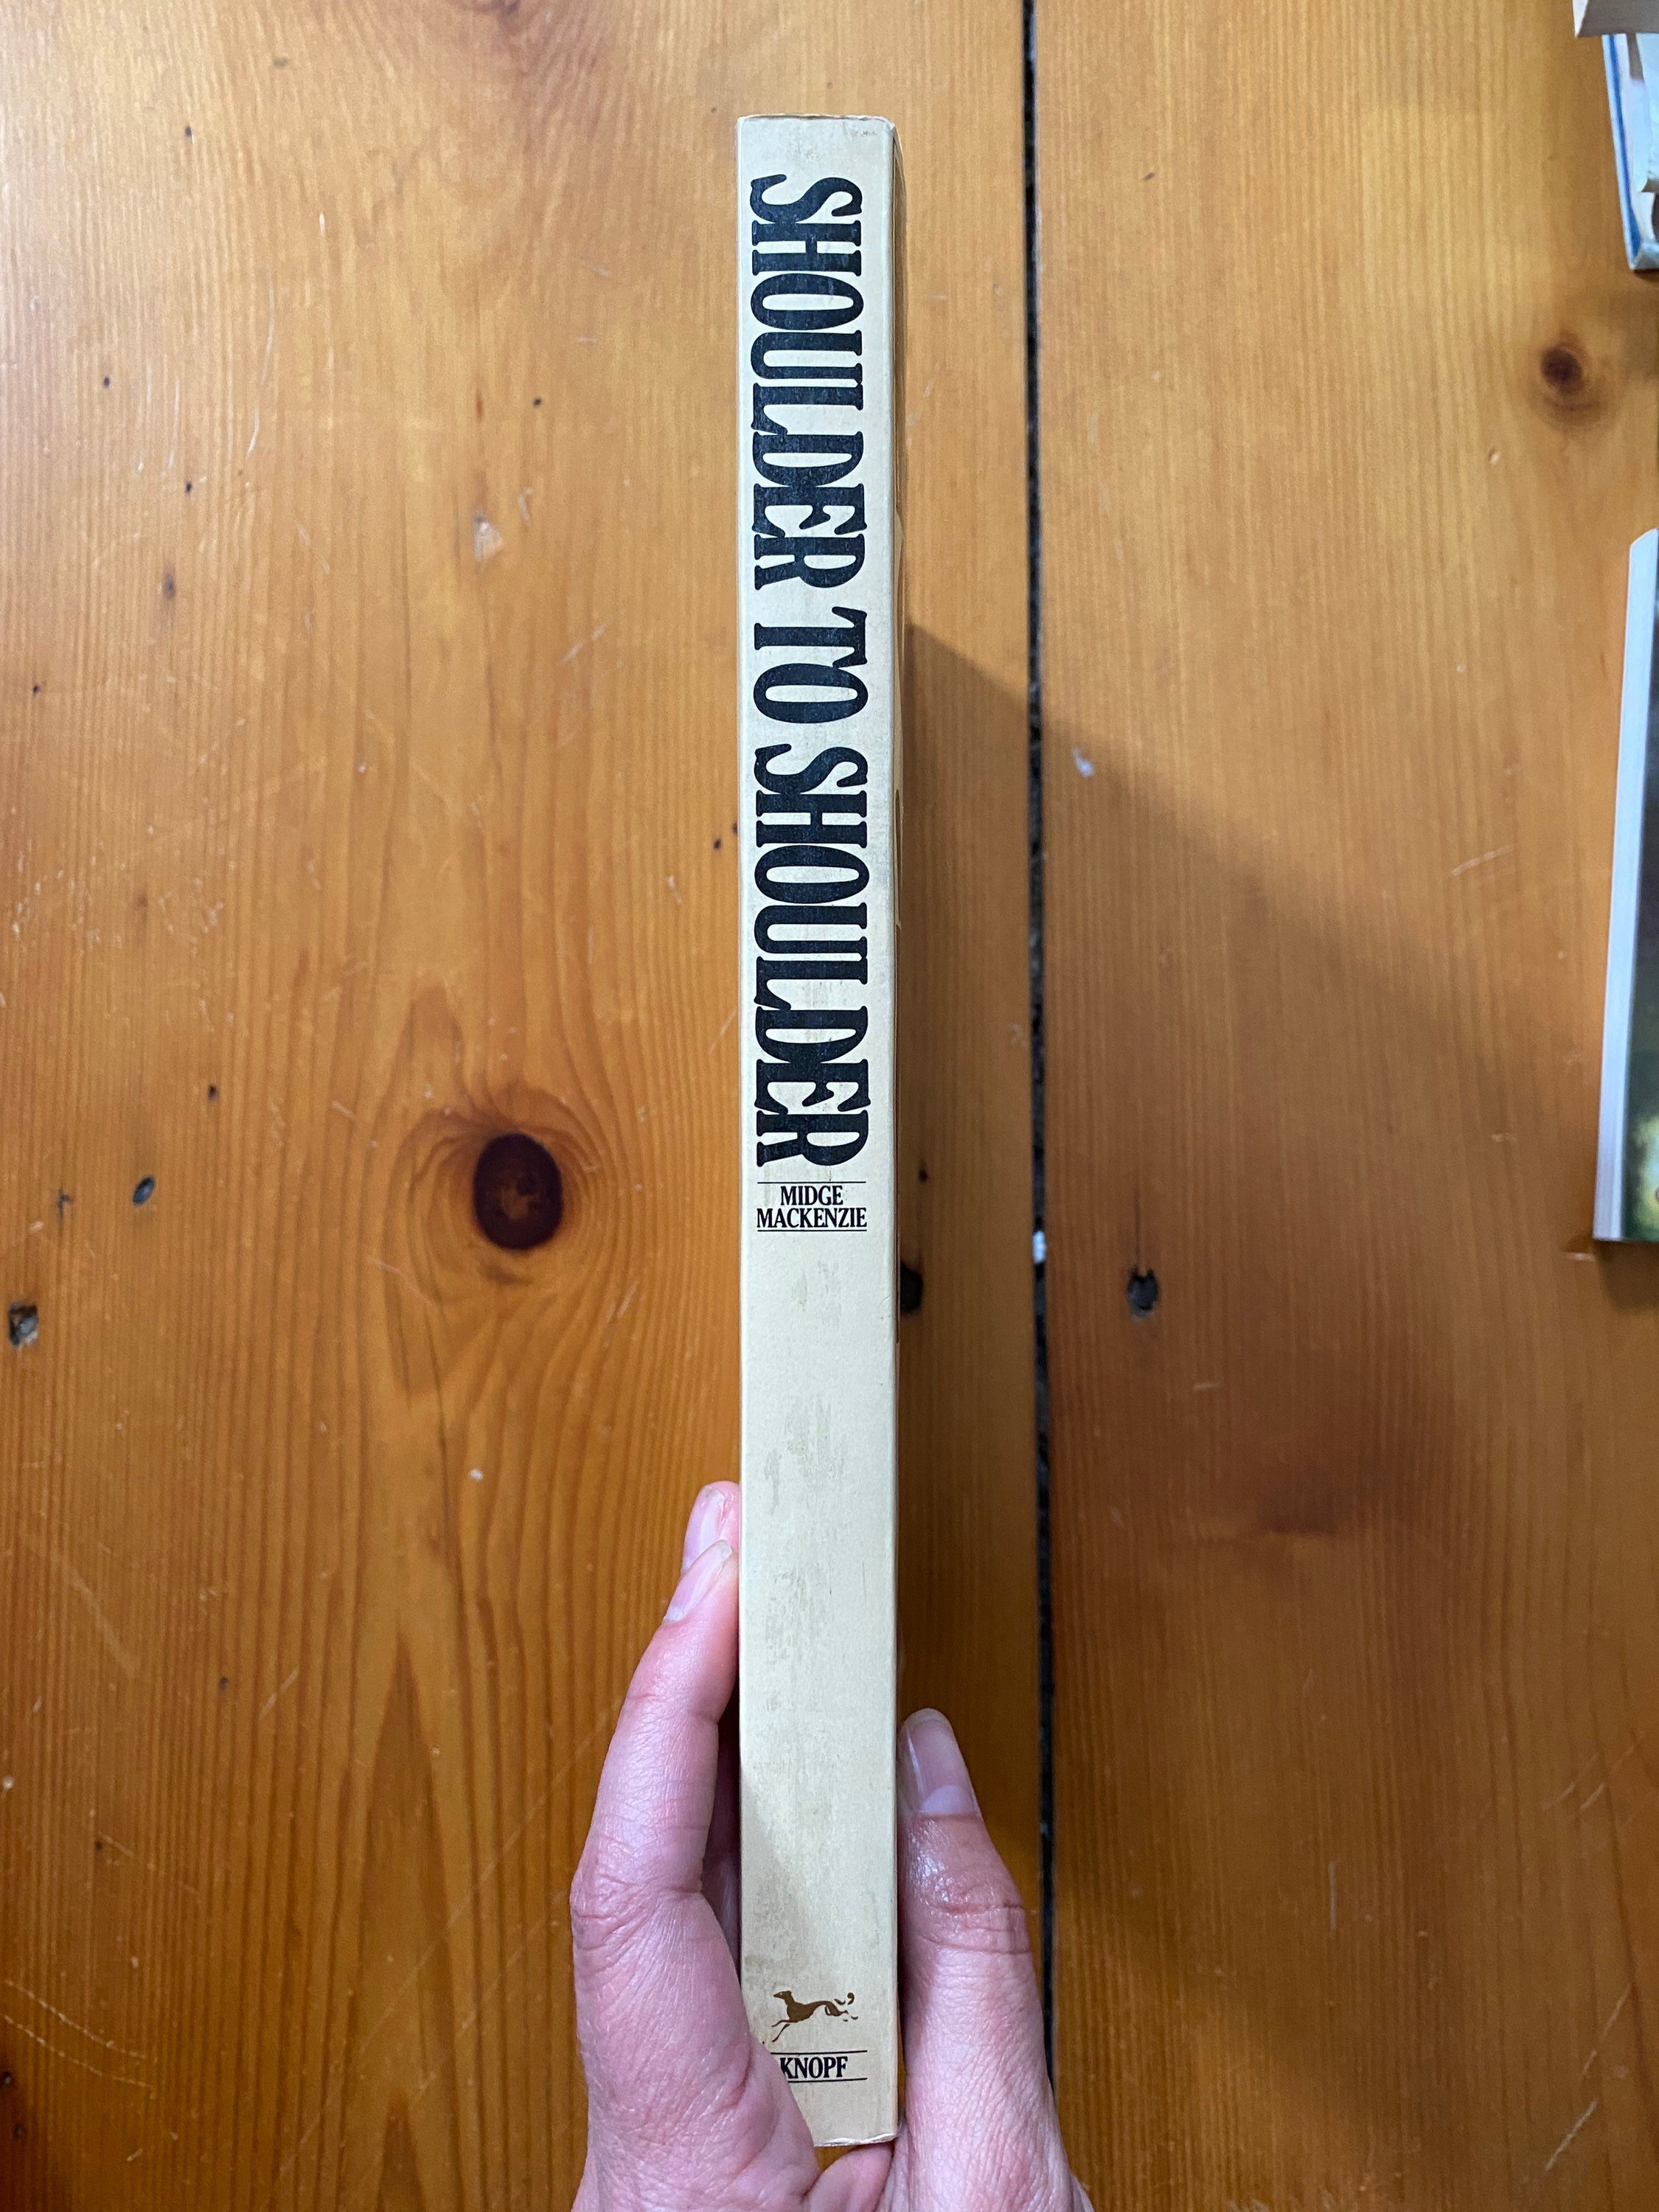 SHOULDER TO SHOULDER
MIDGE
MACKENZIE
KNOPF